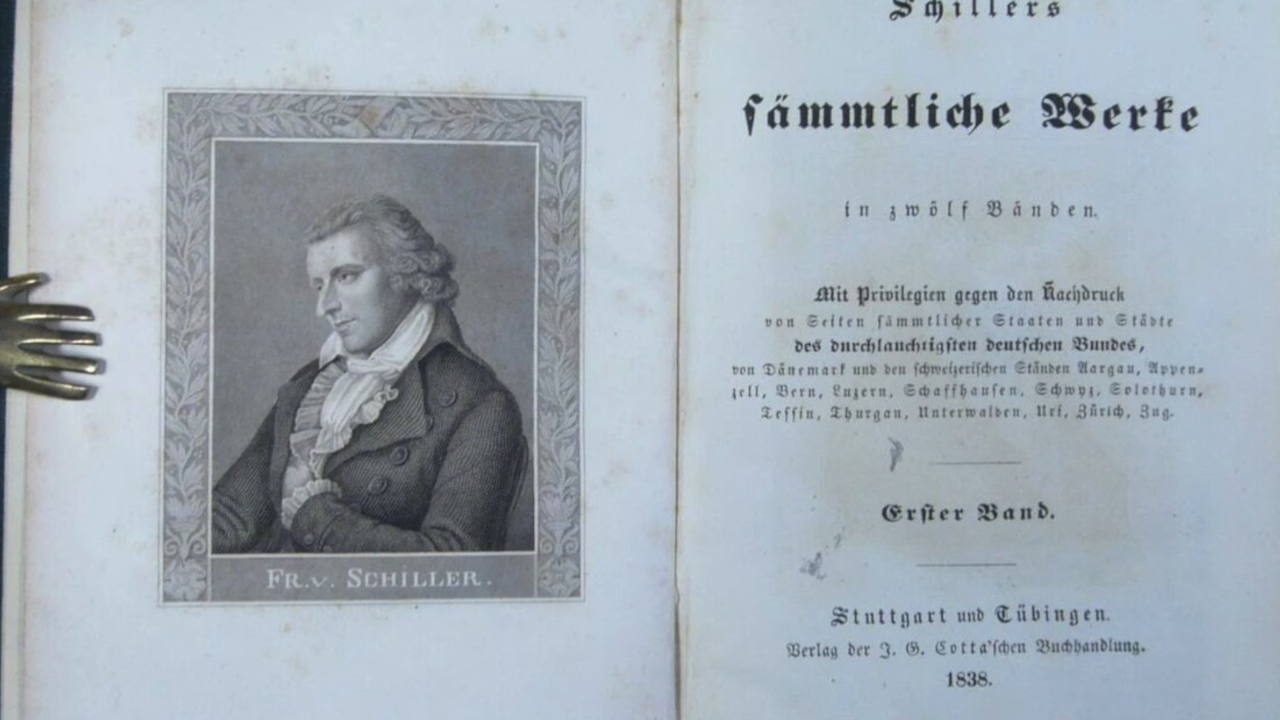 FR. v. SCHILLER.
Schillers
sämmtliche Werke
in zwölf Bänden.
Mit Privilegien gegen den Nachdruck
von Seiten sämmtlicher Staaten und Städte
des durchlauchtigsten deutschen Bundes,
von Dänemark und den schweizerischen Ständen Aargau, Appen-
zell, Bern, Luzern, Schaffhausen, Schwyz, Solothurn,
Tessin, Thurgau, Unterwalden, Uri, Zürich, Zug.
Erster Band.
Stuttgart und Tübingen.
Verlag der J. G. Cotta'schen Buchhandlung.
1838.